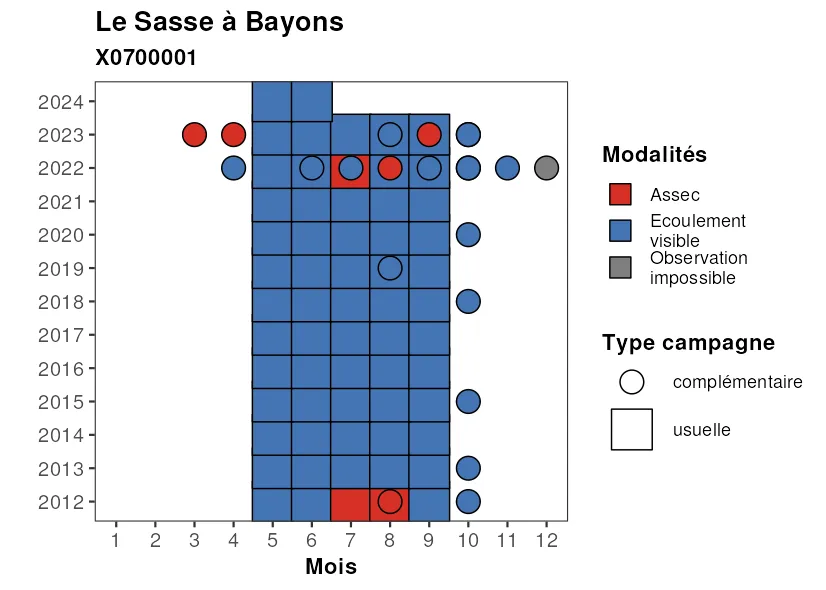 Le Sasse à Bayons
X0700001
2024
2023
2022
2021
2020
2019
2018
2017
2016
2015
2014
2013
2012
1 2 3 4 5 6 7 8 9 10 11 12
Mois
Modalités
Assec
Ecoulement
visible
Observation
impossible
Type campagne
complémentaire
usuelle